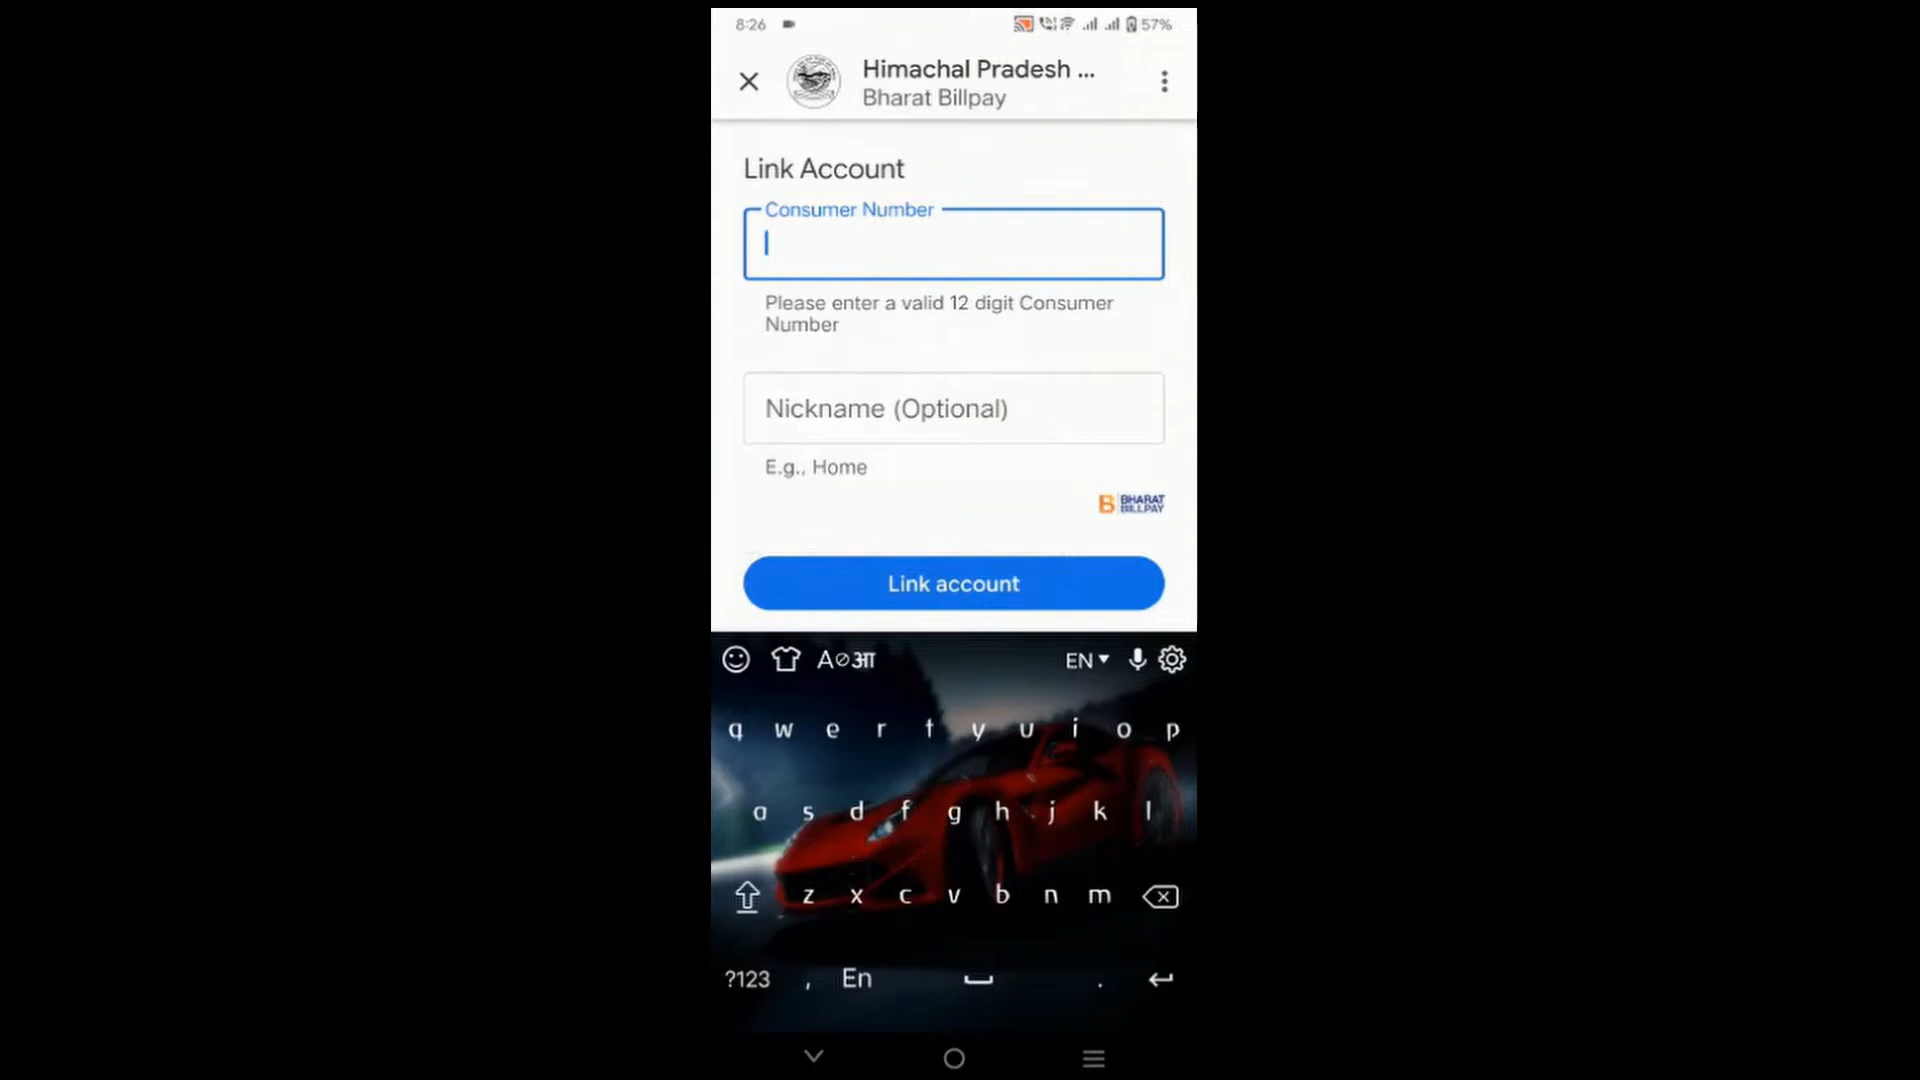 8:26 57%
Himachal Pradesh ...
Bharat Billpay
Link Account
Consumer Number
Please enter a valid 12 digit Consumer
Number
Nickname (Optional)
E.g., Home
B BHARAT
BILLPAY
Link account
A⊘आ EN
q w e r t y u i o p
a s d f g h j k l
z x c v b n m
?123 , En .